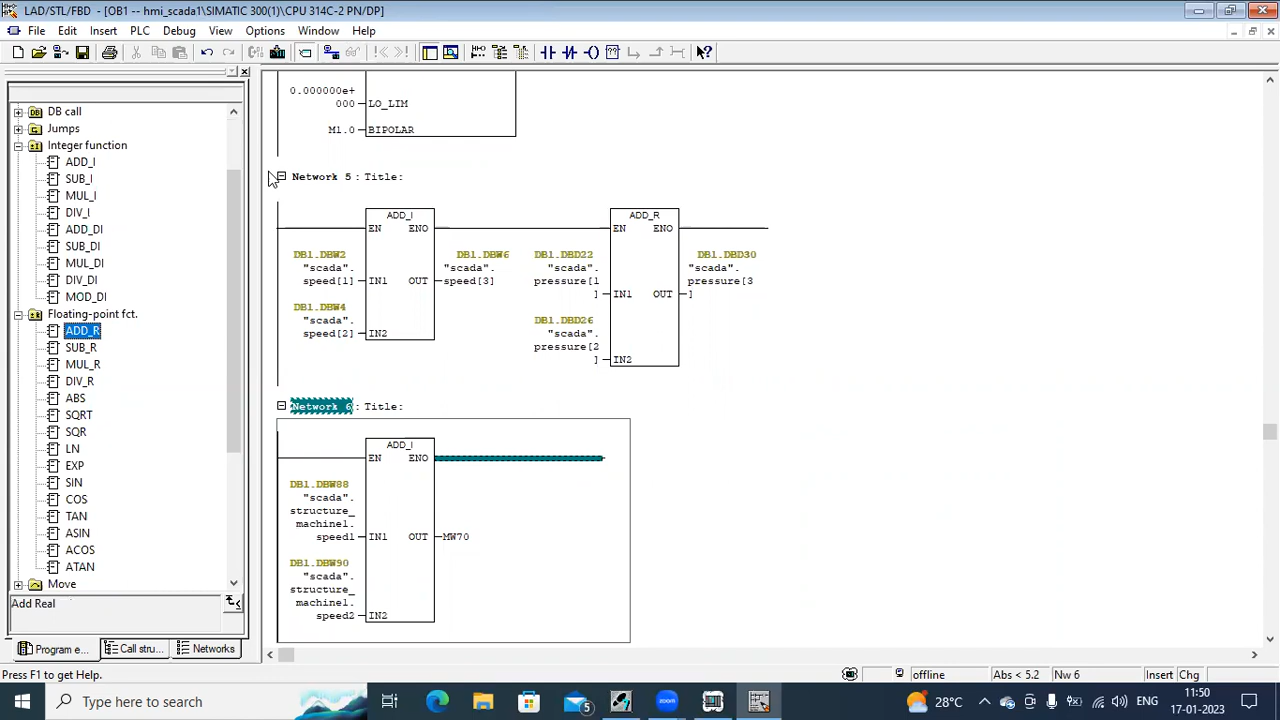 LAD/STL/FBD - [OB1 -- hmi_scada1\SIMATIC 300(1)\CPU 314C-2 PN/DP]
File Edit Insert PLC Debug View Options Window Help
DB call
Jumps
Integer function
ADD_I
SUB_I
MUL_I
DIV_I
ADD_DI
SUB_DI
MUL_DI
DIV_DI
MOD_DI
Floating-point fct.
ADD_R
SUB_R
MUL_R
DIV_R
ABS
SQRT
SQR
LN
EXP
SIN
COS
TAN
ASIN
ACOS
ATAN
Move
Add Real
Program e... Call stru... Networks
0.000000e+
000 LO_LIM
M1.0 BIPOLAR
Network 5 : Title:
ADD_I ADD_R
EN ENO EN ENO
DB1.DBW2 DB1.DBW6 DB1.DBD22 DB1.DBD30
"scada". "scada". "scada". "scada".
speed[1] IN1 OUT speed[3] pressure[1 pressure[3
] IN1 OUT ]
DB1.DBW4 DB1.DBD26
"scada". "scada".
speed[2] IN2 pressure[2
] IN2
Network 6 : Title:
ADD_I
EN ENO
DB1.DBW88
"scada".
structure_
machine1.
speed1 IN1 OUT MW70
DB1.DBW90
"scada".
structure_
machine1.
speed2 IN2
Press F1 to get Help. offline Abs < 5.2 Nw 6 Insert Chg
Type here to search 5 zoom 28°C ENG 11:50
17-01-2023